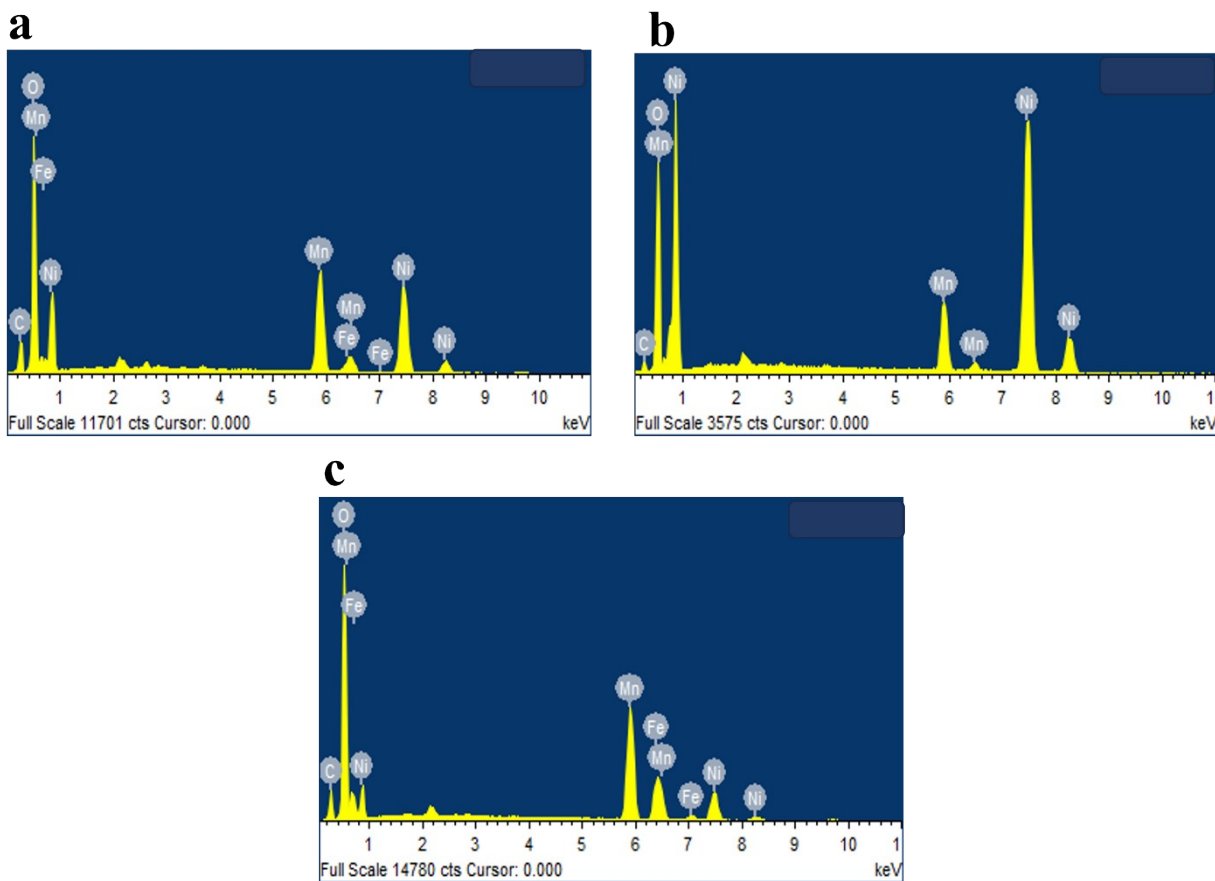 a
O
Mn
Fe
Ni
C
Mn
Mn
Fe
Fe
Ni
Ni
1 2 3 4 5 6 7 8 9 10
Full Scale 11701 cts Cursor: 0.000 keV
b
Ni
O
Mn
C
Mn
Mn
Ni
Ni
1 2 3 4 5 6 7 8 9 10 1
Full Scale 3575 cts Cursor: 0.000 keV
c
O
Mn
Fe
C
Ni
Mn
Fe
Mn
Fe
Ni
Ni
1 2 3 4 5 6 7 8 9 10 1
Full Scale 14780 cts Cursor: 0.000 keV